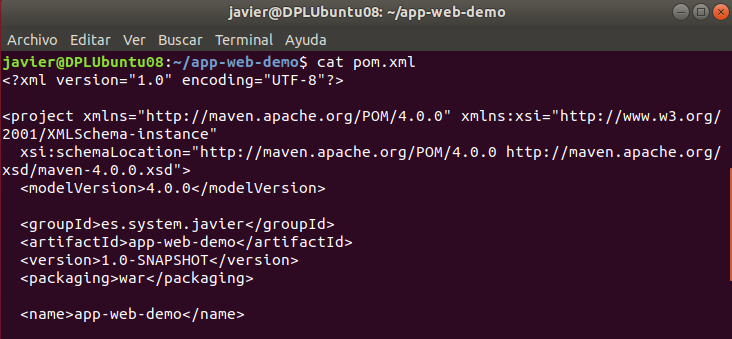 javier@DPLUbuntu08: ~/app-web-demo
Archivo Editar Ver Buscar Terminal Ayuda
javier@DPLUbuntu08:~/app-web-demo$ cat pom.xml
<?xml version="1.0" encoding="UTF-8"?>
<project xmlns="http://maven.apache.org/POM/4.0.0" xmlns:xsi="http://www.w3.org/
2001/XMLSchema-instance"
  xsi:schemaLocation="http://maven.apache.org/POM/4.0.0 http://maven.apache.org/
xsd/maven-4.0.0.xsd">
  <modelVersion>4.0.0</modelVersion>
  <groupId>es.system.javier</groupId>
  <artifactId>app-web-demo</artifactId>
  <version>1.0-SNAPSHOT</version>
  <packaging>war</packaging>
  <name>app-web-demo</name>